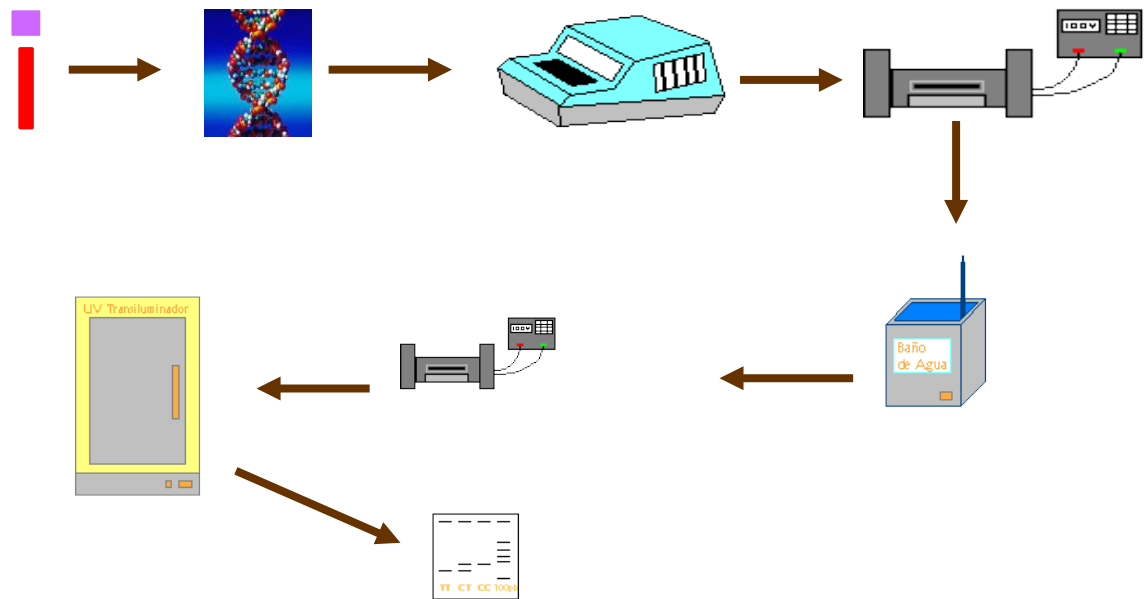 100V
UV Transiluminador
100V
Baño
de Agua
TT CT CC 100pb